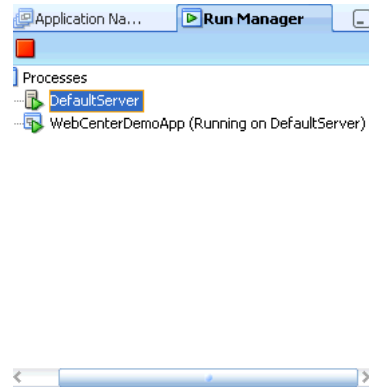 Application Na... Run Manager
Processes
DefaultServer
WebCenterDemoApp (Running on DefaultServer)